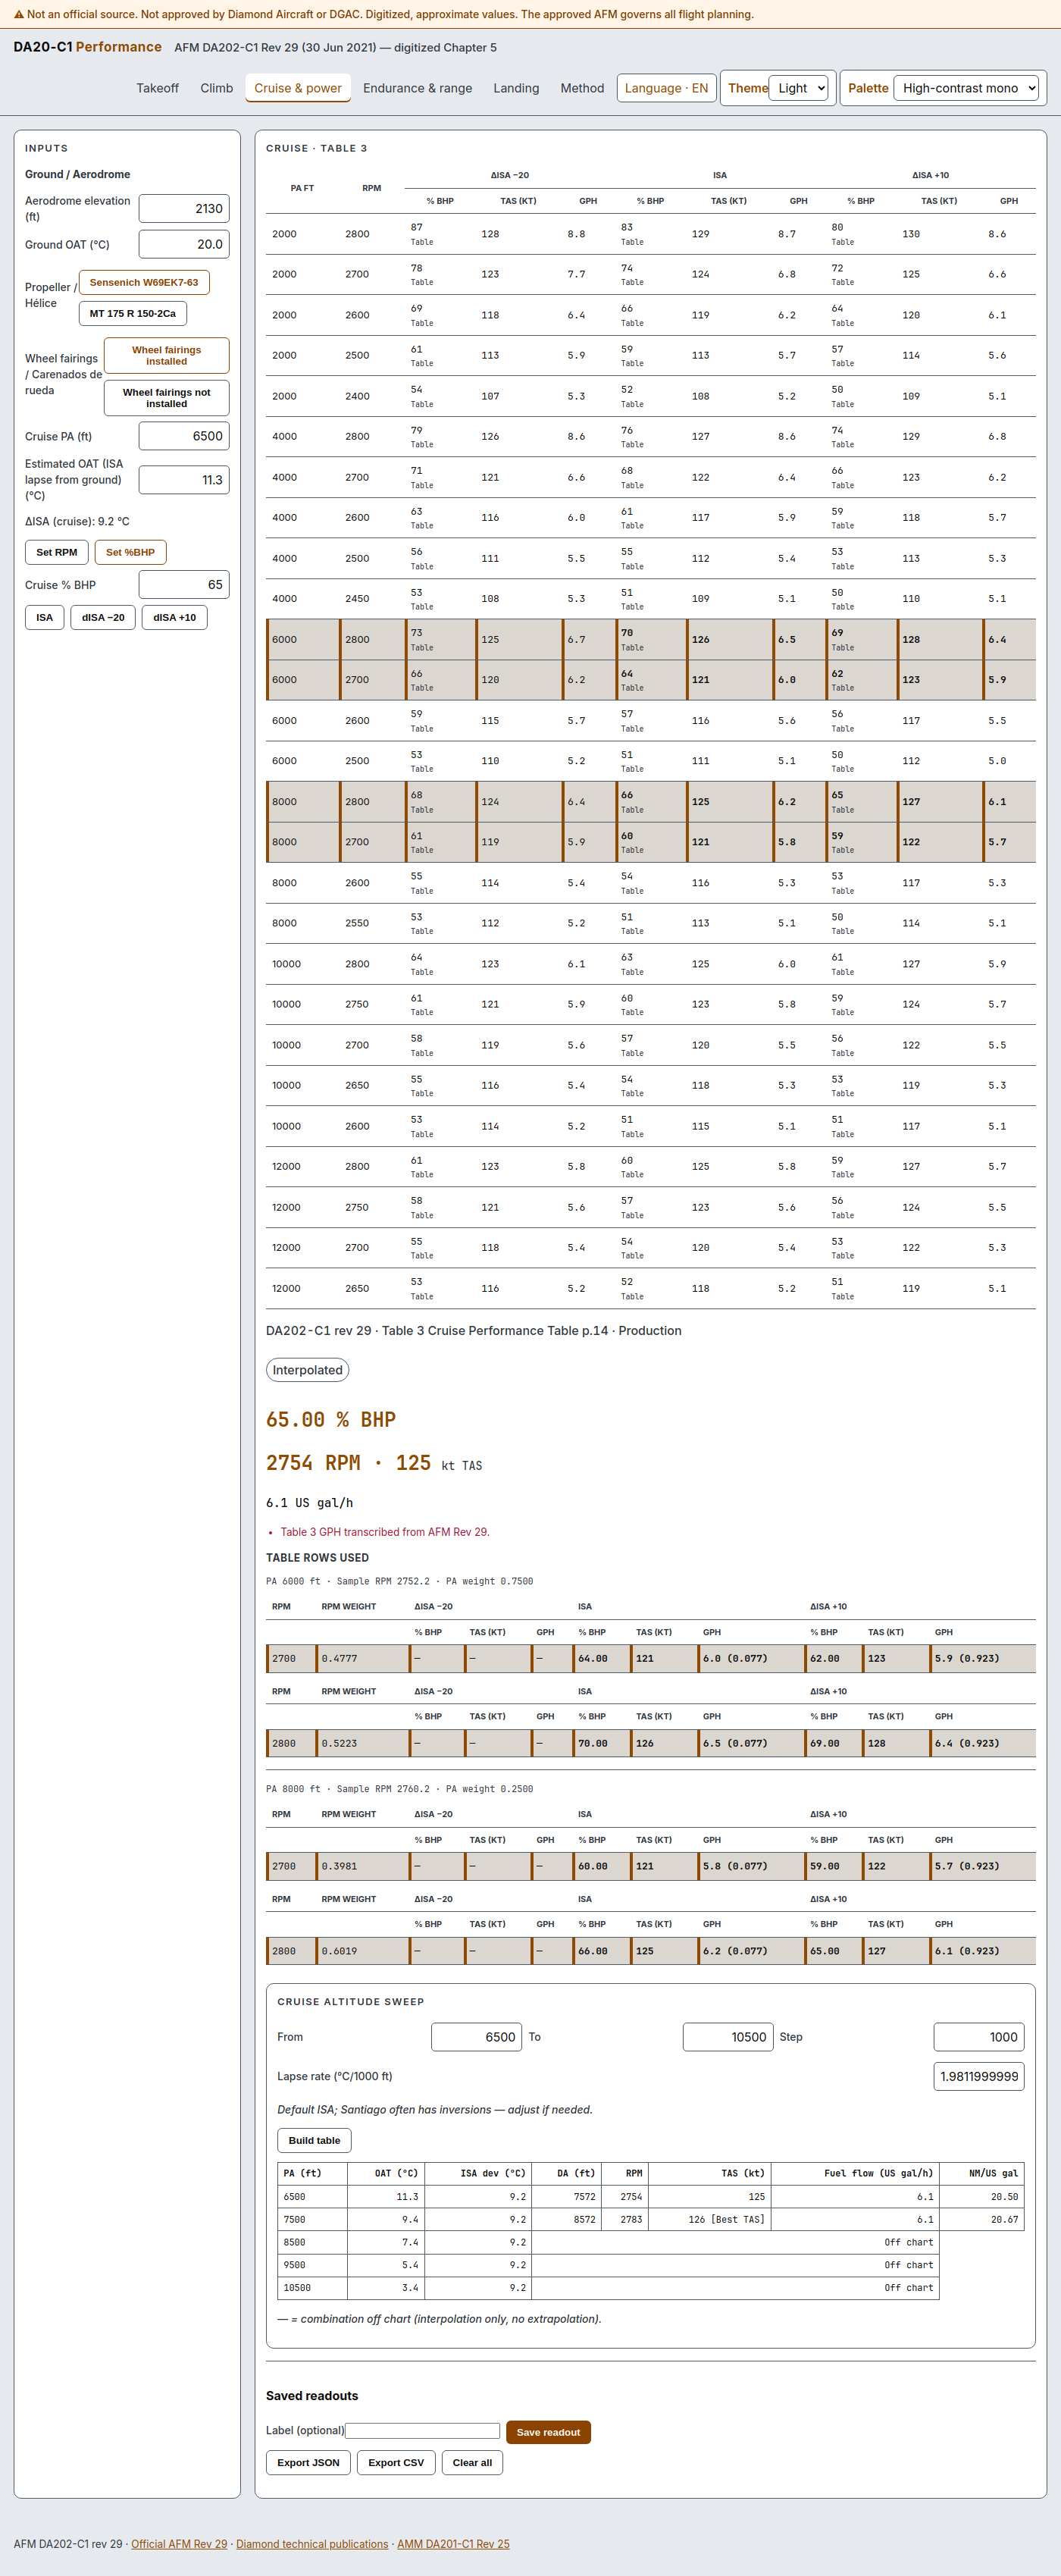 ⚠ Not an official source. Not approved by Diamond Aircraft or DGAC. Digitized, approximate values. The approved AFM governs all flight planning.
DA20-C1 Performance AFM DA202-C1 Rev 29 (30 Jun 2021) — digitized Chapter 5
Takeoff Climb Cruise & power Endurance & range Landing Method Language · EN Theme Light Palette High-contrast mono
INPUTS
Ground / Aerodrome
Aerodrome elevation (ft) 2130
Ground OAT (°C) 20.0
Propeller / Hélice Sensenich W69EK7-63
MT 175 R 150-2Ca
Wheel fairings / Carenados de rueda Wheel fairings installed
Wheel fairings not installed
Cruise PA (ft) 6500
Estimated OAT (ISA lapse from ground) (°C) 11.3
ΔISA (cruise): 9.2 °C
Set RPM Set %BHP
Cruise % BHP 65
ISA dISA −20 dISA +10
CRUISE · TABLE 3
PA FT RPM ΔISA −20 ISA ΔISA +10
% BHP TAS (KT) GPH % BHP TAS (KT) GPH % BHP TAS (KT) GPH
2000 2800 87 Table 128 8.8 83 Table 129 8.7 80 Table 130 8.6
2000 2700 78 Table 123 7.7 74 Table 124 6.8 72 Table 125 6.6
2000 2600 69 Table 118 6.4 66 Table 119 6.2 64 Table 120 6.1
2000 2500 61 Table 113 5.9 59 Table 113 5.7 57 Table 114 5.6
2000 2400 54 Table 107 5.3 52 Table 108 5.2 50 Table 109 5.1
4000 2800 79 Table 126 8.6 76 Table 127 8.6 74 Table 129 6.8
4000 2700 71 Table 121 6.6 68 Table 122 6.4 66 Table 123 6.2
4000 2600 63 Table 116 6.0 61 Table 117 5.9 59 Table 118 5.7
4000 2500 56 Table 111 5.5 55 Table 112 5.4 53 Table 113 5.3
4000 2450 53 Table 108 5.3 51 Table 109 5.1 50 Table 110 5.1
6000 2800 73 Table 125 6.7 70 Table 126 6.5 69 Table 128 6.4
6000 2700 66 Table 120 6.2 64 Table 121 6.0 62 Table 123 5.9
6000 2600 59 Table 115 5.7 57 Table 116 5.6 56 Table 117 5.5
6000 2500 53 Table 110 5.2 51 Table 111 5.1 50 Table 112 5.0
8000 2800 68 Table 124 6.4 66 Table 125 6.2 65 Table 127 6.1
8000 2700 61 Table 119 5.9 60 Table 121 5.8 59 Table 122 5.7
8000 2600 55 Table 114 5.4 54 Table 116 5.3 53 Table 117 5.3
8000 2550 53 Table 112 5.2 51 Table 113 5.1 50 Table 114 5.1
10000 2800 64 Table 123 6.1 63 Table 125 6.0 61 Table 127 5.9
10000 2750 61 Table 121 5.9 60 Table 123 5.8 59 Table 124 5.7
10000 2700 58 Table 119 5.6 57 Table 120 5.5 56 Table 122 5.5
10000 2650 55 Table 116 5.4 54 Table 118 5.3 53 Table 119 5.3
10000 2600 53 Table 114 5.2 51 Table 115 5.1 51 Table 117 5.1
12000 2800 61 Table 123 5.8 60 Table 125 5.8 59 Table 127 5.7
12000 2750 58 Table 121 5.6 57 Table 123 5.6 56 Table 124 5.5
12000 2700 55 Table 118 5.4 54 Table 120 5.4 53 Table 122 5.3
12000 2650 53 Table 116 5.2 52 Table 118 5.2 51 Table 119 5.1
DA202-C1 rev 29 · Table 3 Cruise Performance Table p.14 · Production
Interpolated
65.00 % BHP
2754 RPM · 125 kt TAS
6.1 US gal/h
• Table 3 GPH transcribed from AFM Rev 29.
TABLE ROWS USED
PA 6000 ft · Sample RPM 2752.2 · PA weight 0.7500
RPM RPM WEIGHT ΔISA −20 ISA ΔISA +10
% BHP TAS (KT) GPH % BHP TAS (KT) GPH % BHP TAS (KT) GPH
2700 0.4777 — — — 64.00 121 6.0 (0.077) 62.00 123 5.9 (0.923)
RPM RPM WEIGHT ΔISA −20 ISA ΔISA +10
% BHP TAS (KT) GPH % BHP TAS (KT) GPH % BHP TAS (KT) GPH
2800 0.5223 — — — 70.00 126 6.5 (0.077) 69.00 128 6.4 (0.923)
PA 8000 ft · Sample RPM 2760.2 · PA weight 0.2500
RPM RPM WEIGHT ΔISA −20 ISA ΔISA +10
% BHP TAS (KT) GPH % BHP TAS (KT) GPH % BHP TAS (KT) GPH
2700 0.3981 — — — 60.00 121 5.8 (0.077) 59.00 122 5.7 (0.923)
RPM RPM WEIGHT ΔISA −20 ISA ΔISA +10
% BHP TAS (KT) GPH % BHP TAS (KT) GPH % BHP TAS (KT) GPH
2800 0.6019 — — — 66.00 125 6.2 (0.077) 65.00 127 6.1 (0.923)
CRUISE ALTITUDE SWEEP
From 6500 To 10500 Step 1000
Lapse rate (°C/1000 ft) 1.9811999999
Default ISA; Santiago often has inversions — adjust if needed.
Build table
PA (ft) OAT (°C) ISA dev (°C) DA (ft) RPM TAS (kt) Fuel flow (US gal/h) NM/US gal
6500 11.3 9.2 7572 2754 125 6.1 20.50
7500 9.4 9.2 8572 2783 126 [Best TAS] 6.1 20.67
8500 7.4 9.2 Off chart
9500 5.4 9.2 Off chart
10500 3.4 9.2 Off chart
— = combination off chart (interpolation only, no extrapolation).
Saved readouts
Label (optional) Save readout
Export JSON Export CSV Clear all
AFM DA202-C1 rev 29 · Official AFM Rev 29 · Diamond technical publications · AMM DA201-C1 Rev 25